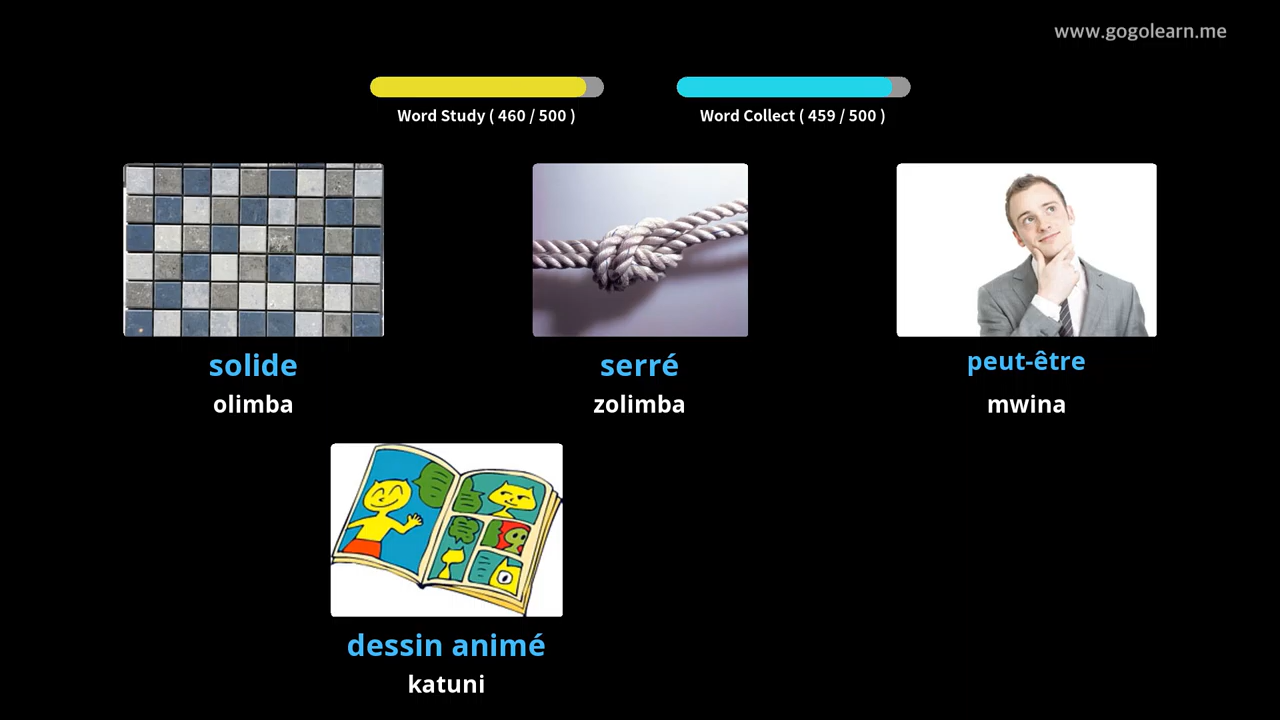 www.gogolearn.me
Word Study ( 460 / 500 )
Word Collect ( 459 / 500 )
solide
olimba
serré
zolimba
peut-être
mwina
dessin animé
katuni